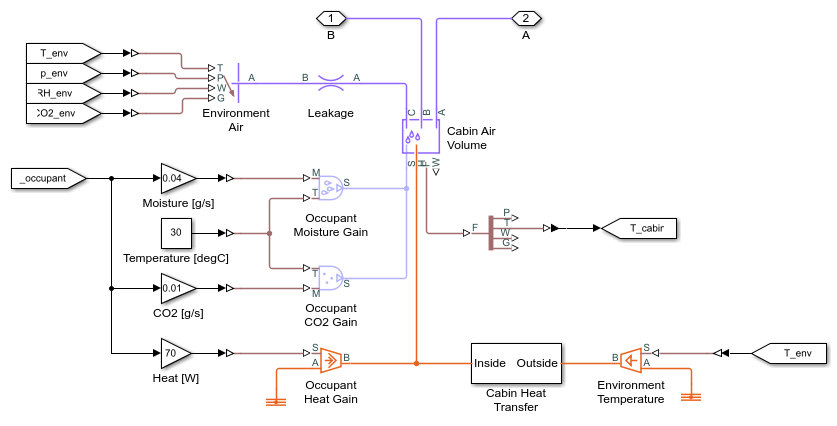 1
B
2
A
T_env
p_env
RH_env
CO2_env
T
P
W
G
A
Environment
Air
B
A
Leakage
C
B
A
Cabin Air
Volume
S
H
F
W
_occupant
0.04
Moisture [g/s]
M
T
S
Occupant
Moisture Gain
30
Temperature [degC]
T
M
S
Occupant
CO2 Gain
0.01
CO2 [g/s]
F
P
T
W
G
T_cabin
70
Heat [W]
S
A
B
Occupant
Heat Gain
Inside
Outside
Cabin Heat
Transfer
B
S
A
Environment
Temperature
T_env